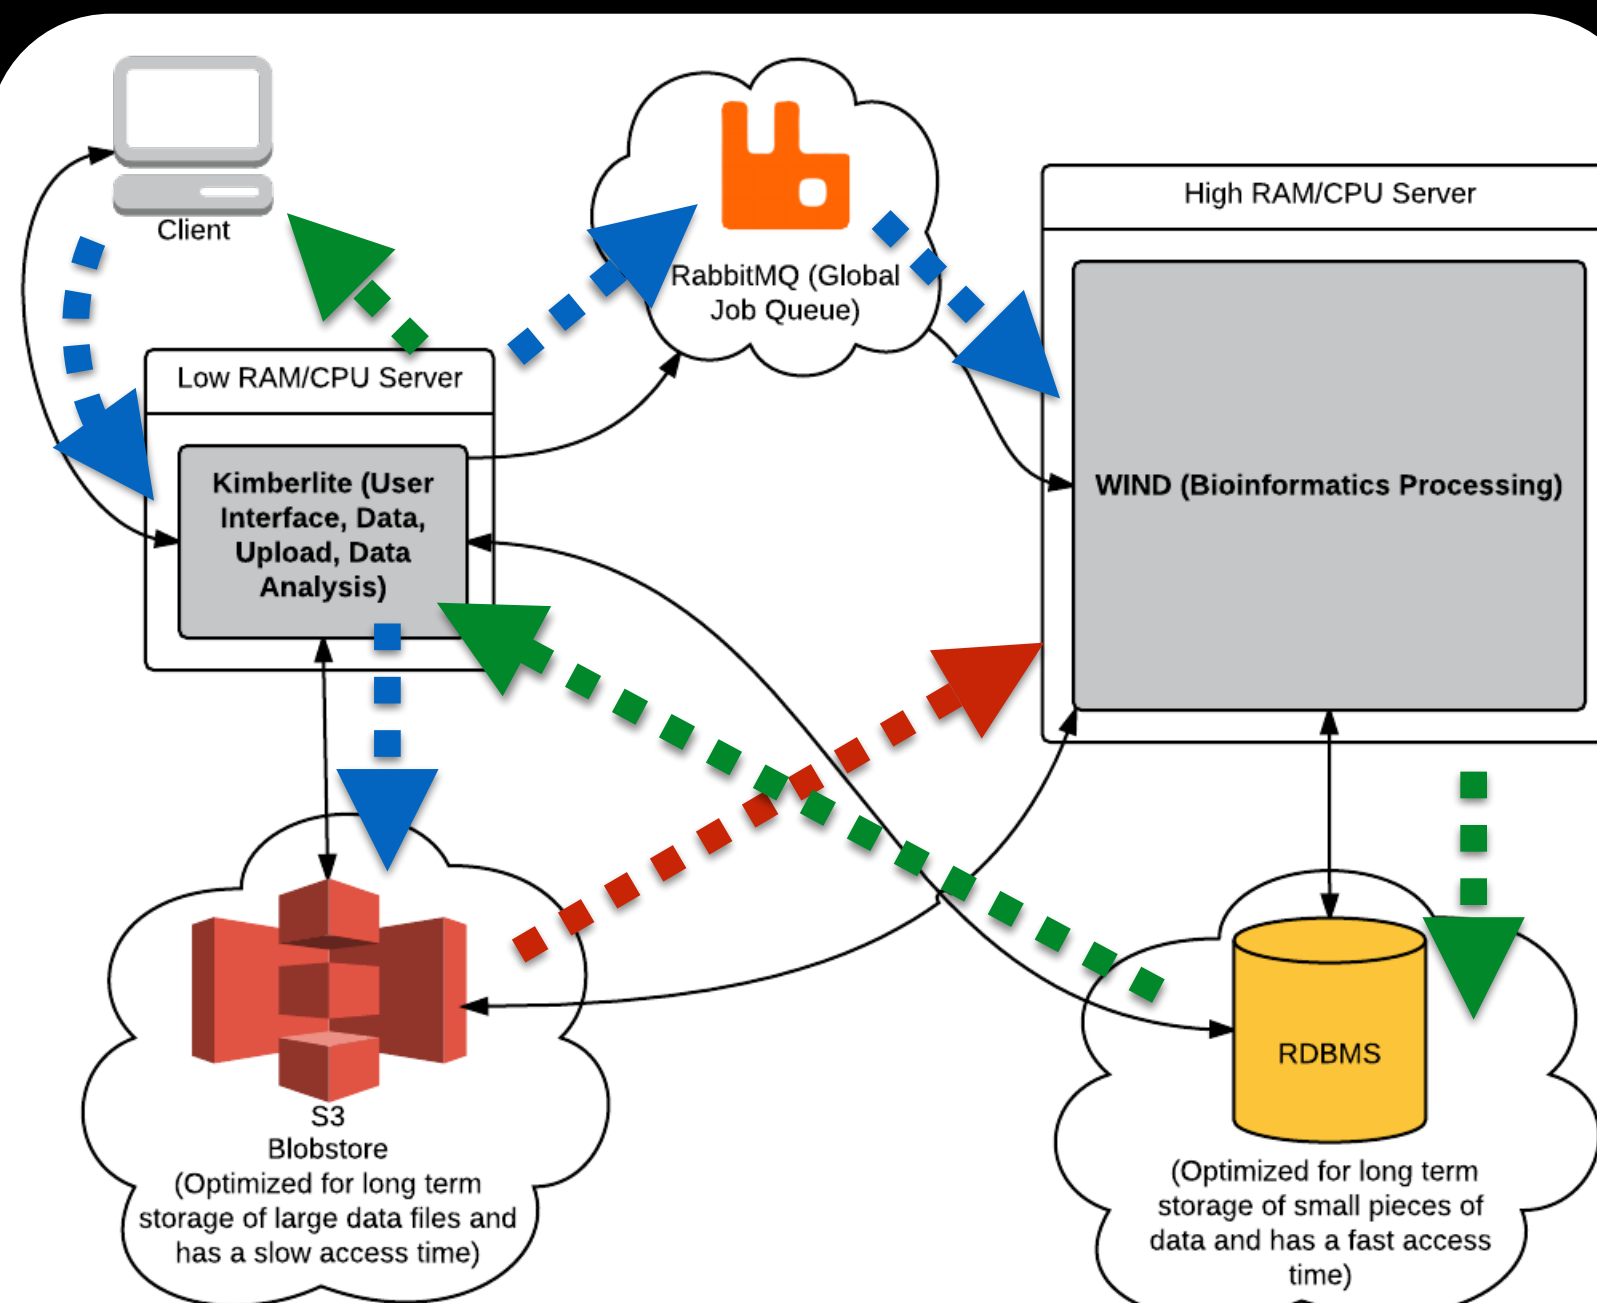 Client
RabbitMQ (Global
Job Queue)
High RAM/CPU Server
Low RAM/CPU Server
Kimberlite (User
Interface, Data,
Upload, Data
Analysis)
WIND (Bioinformatics Processing)
S3
Blobstore
(Optimized for long term
storage of large data files and
has a slow access time)
RDBMS
(Optimized for long term
storage of small pieces of
data and has a fast access
time)